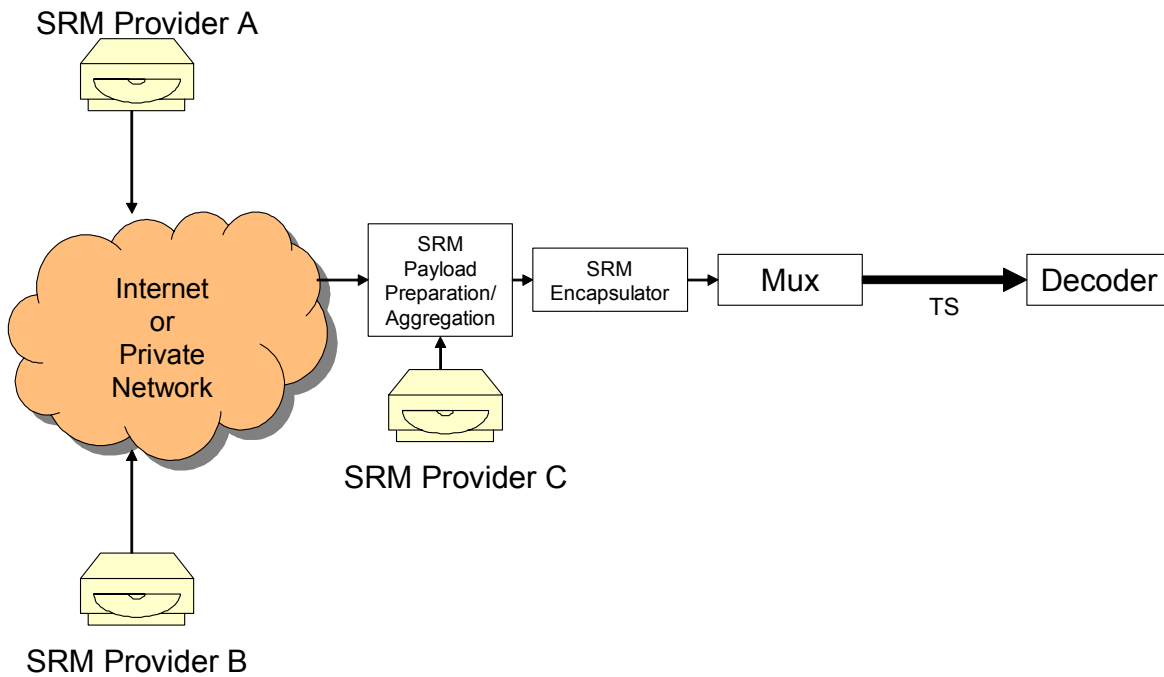 SRM Provider A
Internet
or
Private
Network
SRM
Payload
Preparation/
Aggregation
SRM
Encapsulator
Mux
TS
Decoder
SRM Provider C
SRM Provider B